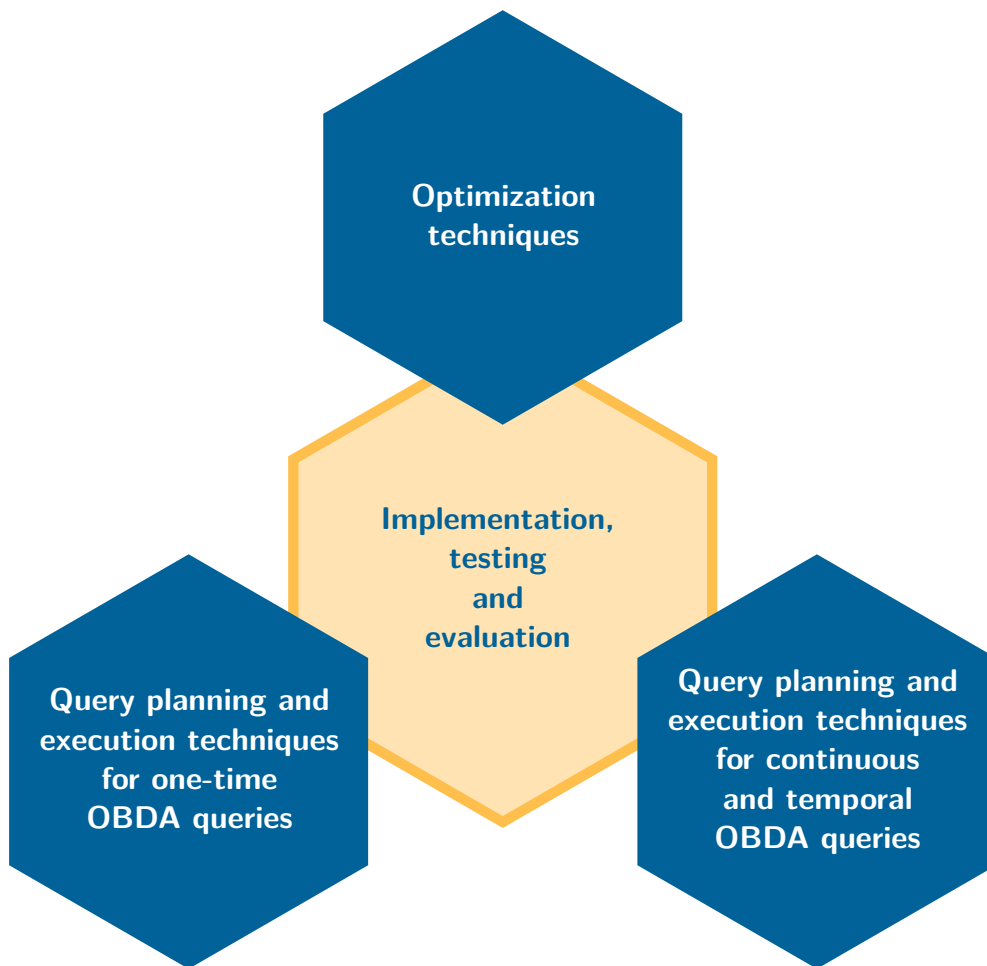 Optimization
techniques
Implementation,
testing
and
evaluation
Query planning and
execution techniques
for one-time
OBDA queries
Query planning and
execution techniques
for continuous
and temporal
OBDA queries